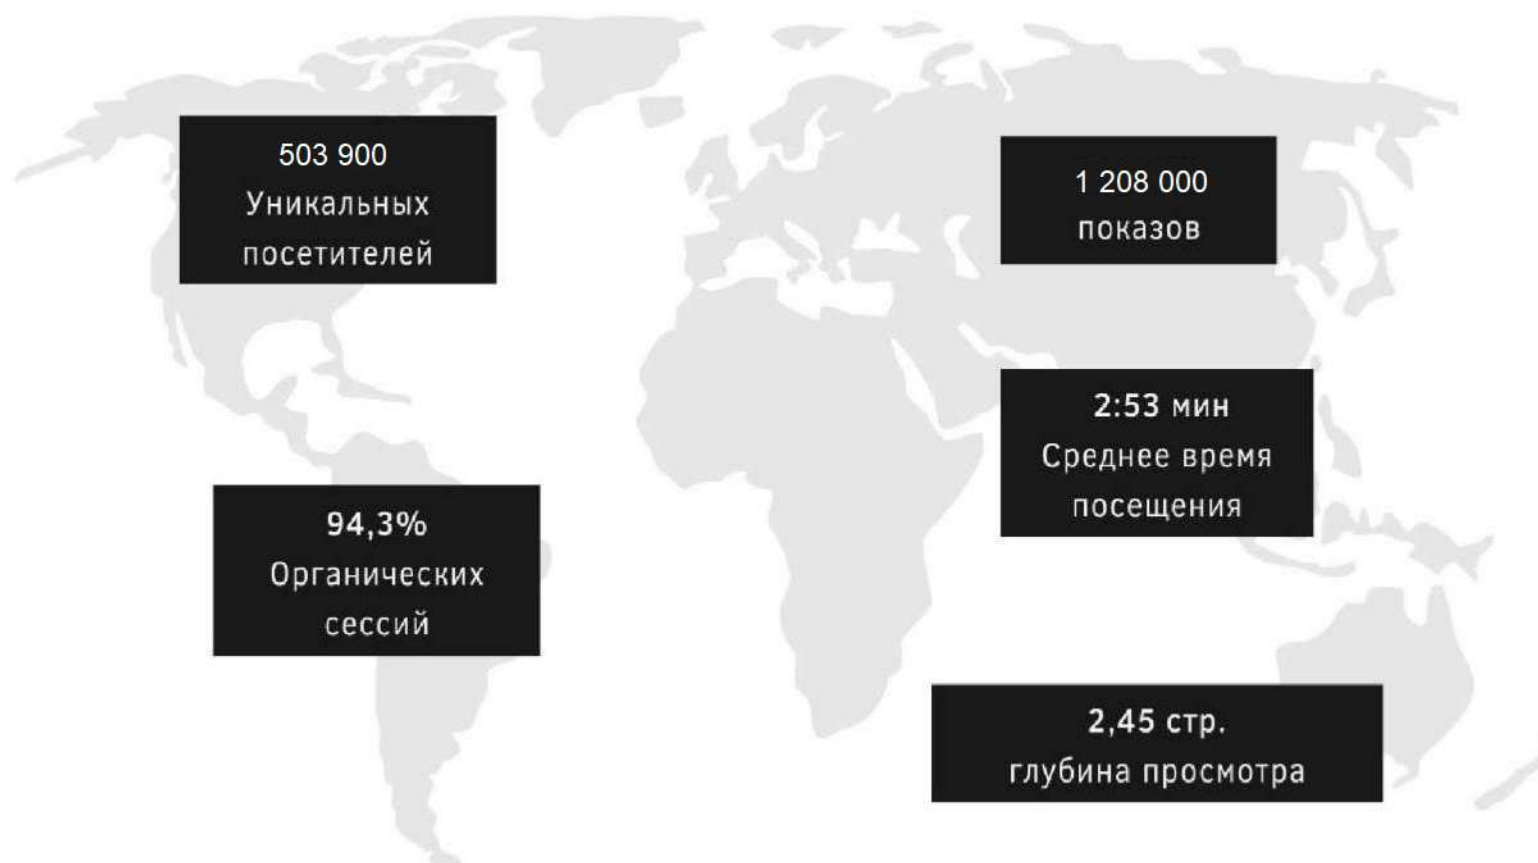 503 900
Уникальных
посетителей
1 208 000
показов
2:53 мин
Среднее время
посещения
94,3%
Органических
сессий
2,45 стр.
глубина просмотра